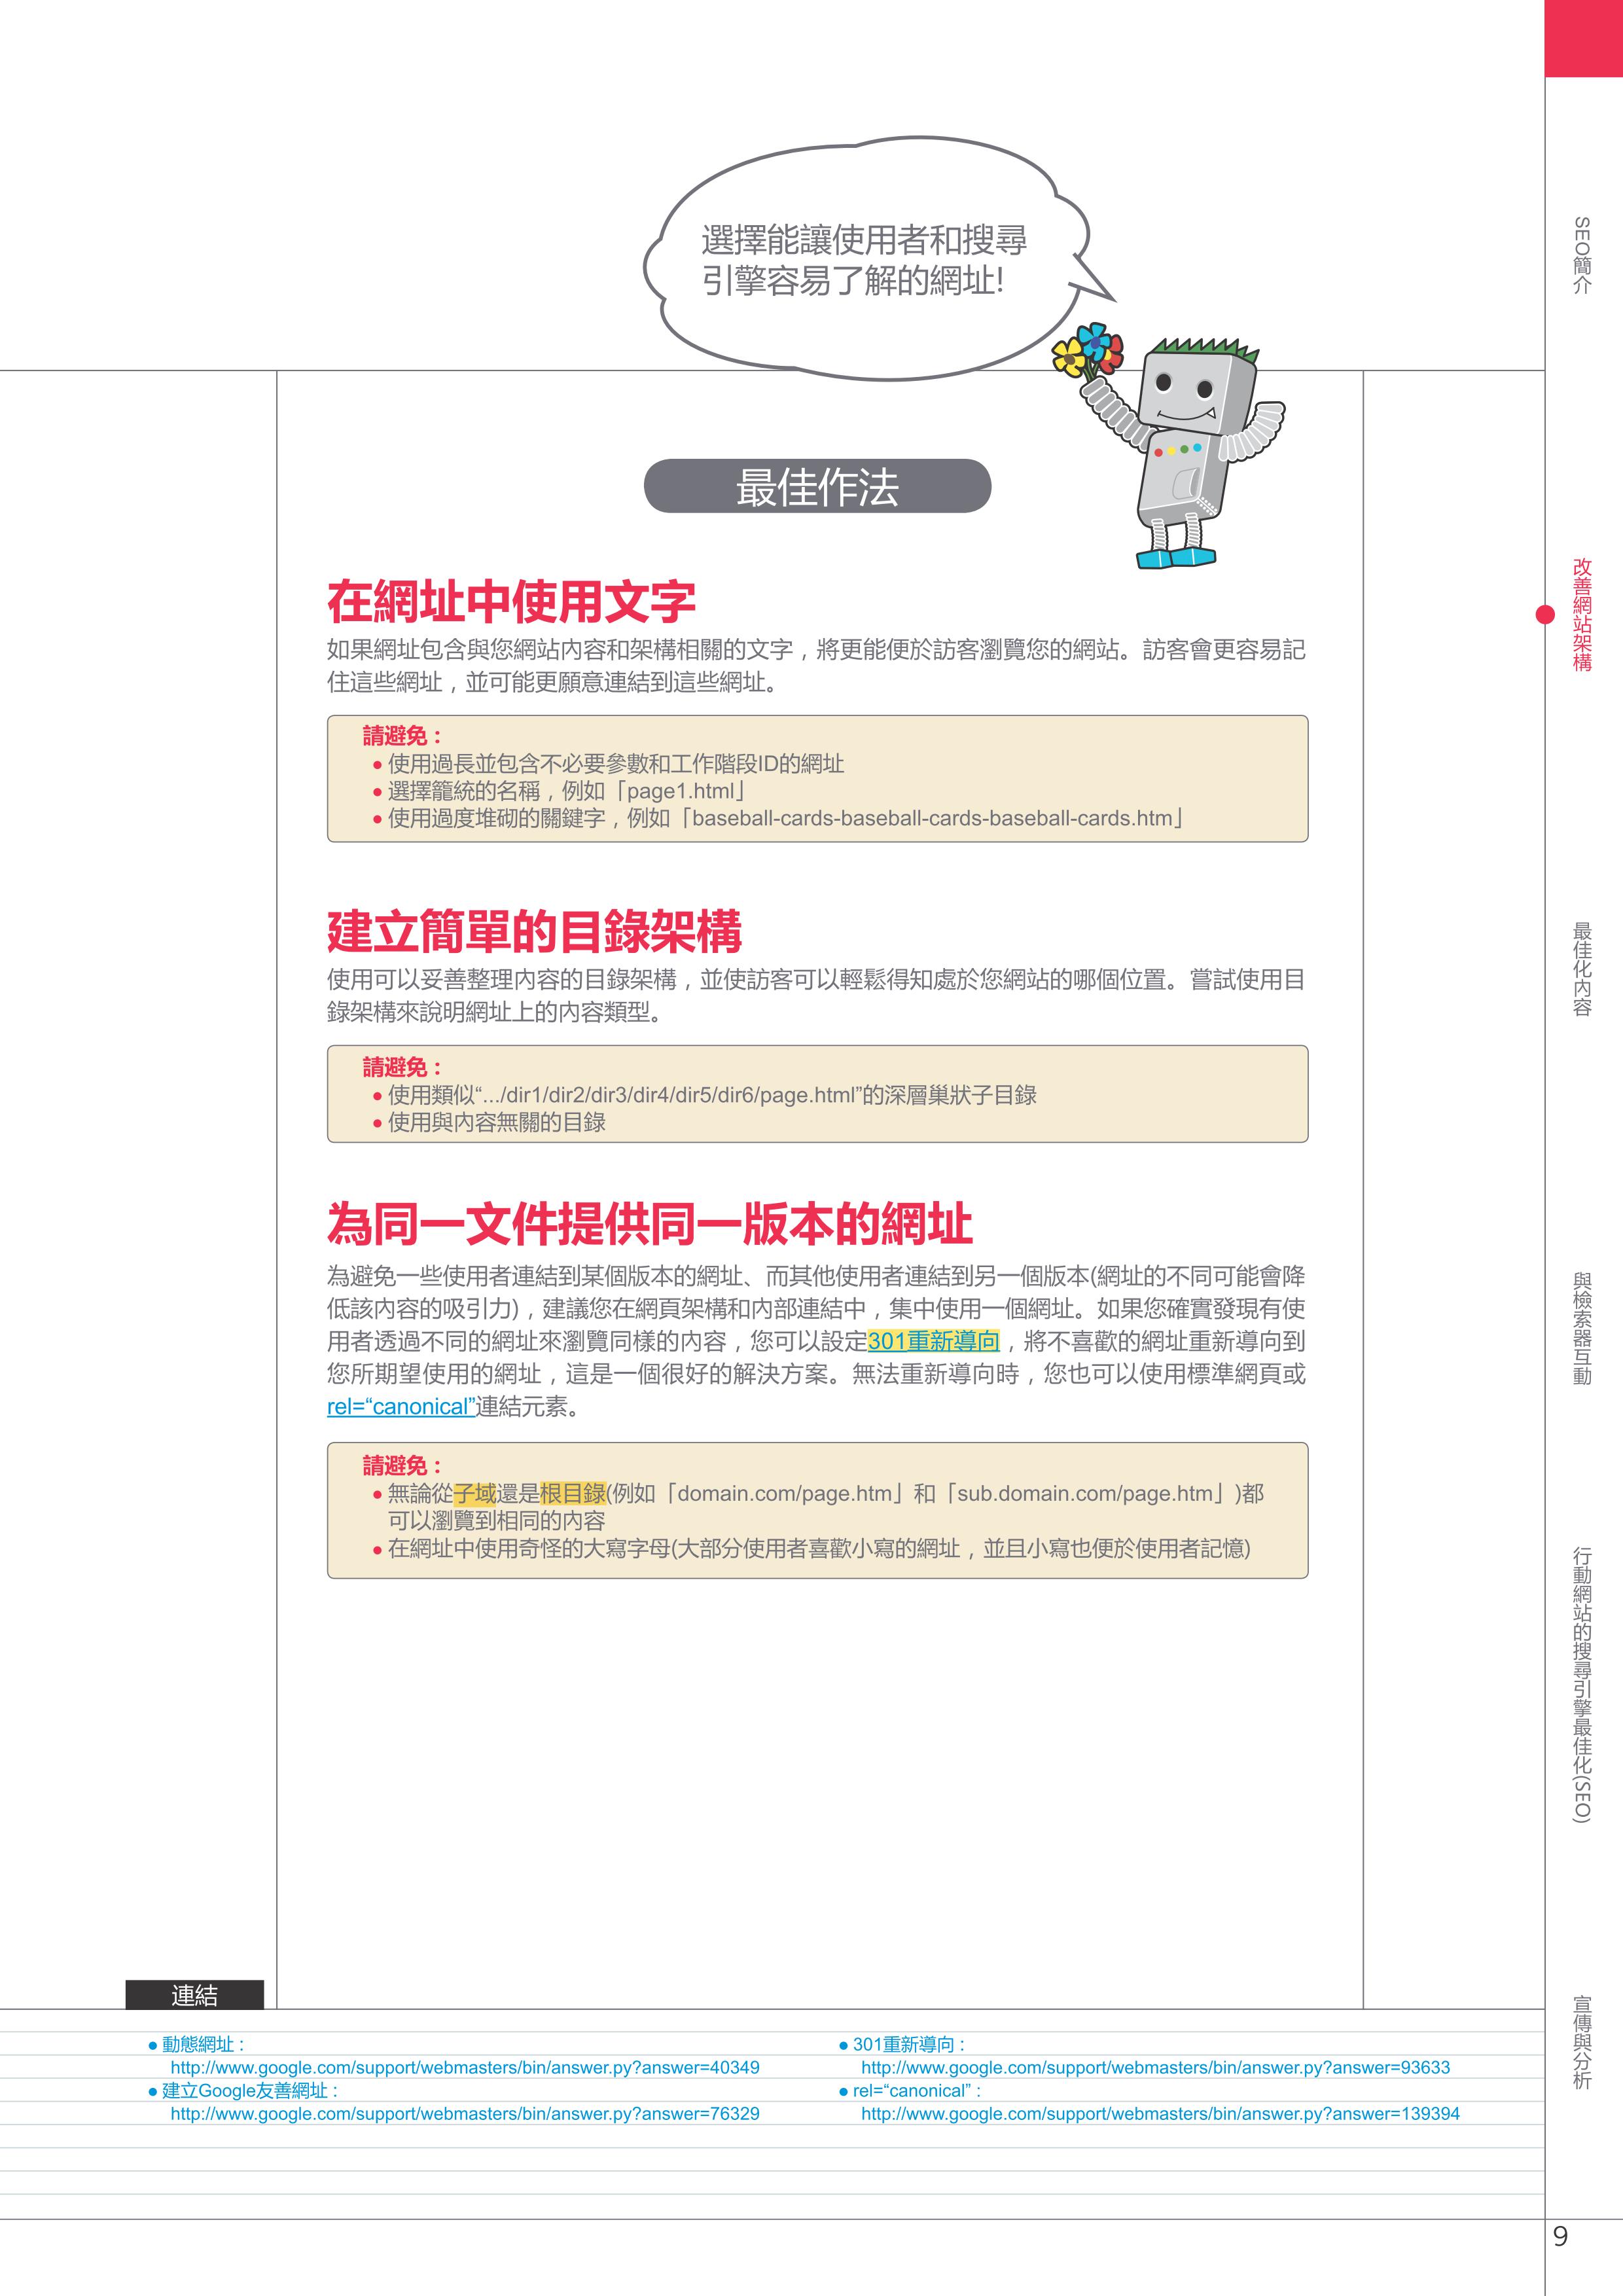 選擇能讓使用者和搜尋
引擎容易了解的網址!
最佳作法
在網址中使用文字
如果網址包含與您網站內容和架構相關的文字，將更能便於訪客瀏覽您的網站。訪客會更容易記
住這些網址，並可能更願意連結到這些網址。
請避免：
● 使用過長並包含不必要參數和工作階段ID的網址
● 選擇籠統的名稱，例如「page1.html」
● 使用過度堆砌的關鍵字，例如「baseball-cards-baseball-cards-baseball-cards.htm」
建立簡單的目錄架構
使用可以妥善整理內容的目錄架構，並使訪客可以輕鬆得知處於您網站的哪個位置。嘗試使用目
錄架構來說明網址上的內容類型。
請避免：
● 使用類似“.../dir1/dir2/dir3/dir4/dir5/dir6/page.html”的深層巢狀子目錄
● 使用與內容無關的目錄
為同一文件提供同一版本的網址
為避免一些使用者連結到某個版本的網址、而其他使用者連結到另一個版本(網址的不同可能會降
低該內容的吸引力)，建議您在網頁架構和內部連結中，集中使用一個網址。如果您確實發現有使
用者透過不同的網址來瀏覽同樣的內容，您可以設定301重新導向，將不喜歡的網址重新導向到
您所期望使用的網址，這是一個很好的解決方案。無法重新導向時，您也可以使用標準網頁或
rel=“canonical”連結元素。
請避免：
● 無論從子域還是根目錄(例如「domain.com/page.htm」和「sub.domain.com/page.htm」)都
可以瀏覽到相同的內容
● 在網址中使用奇怪的大寫字母(大部分使用者喜歡小寫的網址，並且小寫也便於使用者記憶)
連結
● 動態網址：
http://www.google.com/support/webmasters/bin/answer.py?answer=40349
● 建立Google友善網址：
http://www.google.com/support/webmasters/bin/answer.py?answer=76329
● 301重新導向：
http://www.google.com/support/webmasters/bin/answer.py?answer=93633
● rel=“canonical”：
http://www.google.com/support/webmasters/bin/answer.py?answer=139394
SEO簡介
改善網站架構
最佳化內容
與檢索器互動
行動網站的搜尋引擎最佳化(SEO)
宣傳與分析
9